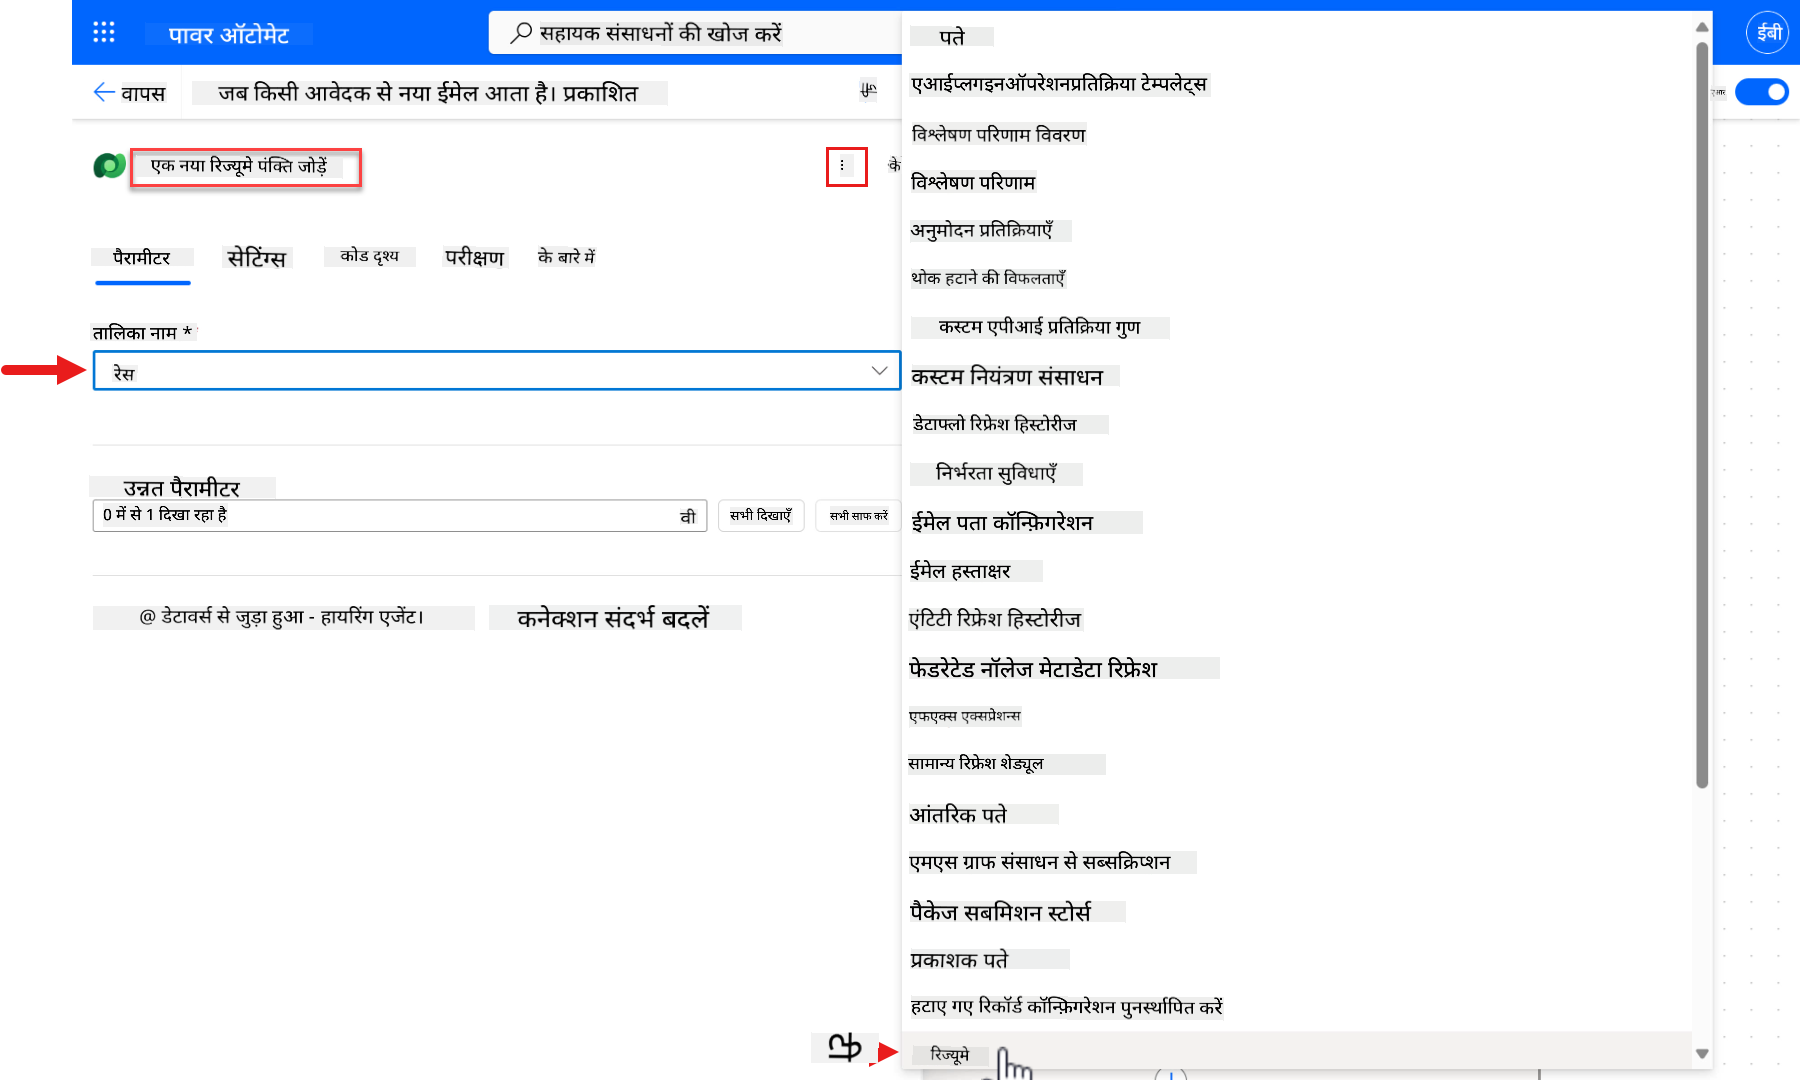 पावर ऑटोमेट
सहायक संसाधनों की खोज करें
ईबी
वापस
जब किसी आवेदक से नया ईमेल आता है। प्रकाशित
एक नया रिज्यूमे पंक्ति जोड़ें
पैरामीटर
सेटिंग्स
कोड दृश्य
परीक्षण
के बारे में
तालिका नाम *
रेस
उन्नत पैरामीटर
0 में से 1 दिखा रहा है
वी
सभी दिखाएँ
सभी साफ करें
@ डेटावर्स से जुड़ा हुआ - हायरिंग एजेंट।
कनेक्शन संदर्भ बदलें
पते
एआईप्लगइनऑपरेशनप्रतिक्रिया टेम्पलेट्स
विश्लेषण परिणाम विवरण
विश्लेषण परिणाम
अनुमोदन प्रतिक्रियाएँ
थोक हटाने की विफलताएँ
कस्टम एपीआई प्रतिक्रिया गुण
कस्टम नियंत्रण संसाधन
डेटाफ्लो रिफ्रेश हिस्टोरीज
निर्भरता सुविधाएँ
ईमेल पता कॉन्फ़िगरेशन
ईमेल हस्ताक्षर
एंटिटी रिफ्रेश हिस्टोरीज
फेडरेटेड नॉलेज मेटाडेटा रिफ्रेश
एफएक्स एक्सप्रेशन्स
सामान्य रिफ्रेश शेड्यूल
आंतरिक पते
एमएस ग्राफ संसाधन से सब्सक्रिप्शन
पैकेज सबमिशन स्टोर्स
प्रकाशक पते
हटाए गए रिकॉर्ड कॉन्फ़िगरेशन पुनर्स्थापित करें
रिज्यूमे